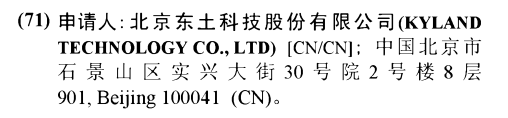 (71) 申请人: 北京东土科技股份有限公司(KYLAND
TECHNOLOGY CO., LTD) [CN/CN]; 中国北京市
石景山区实兴大街30号院2号楼8层
901, Beijing 100041 (CN)。